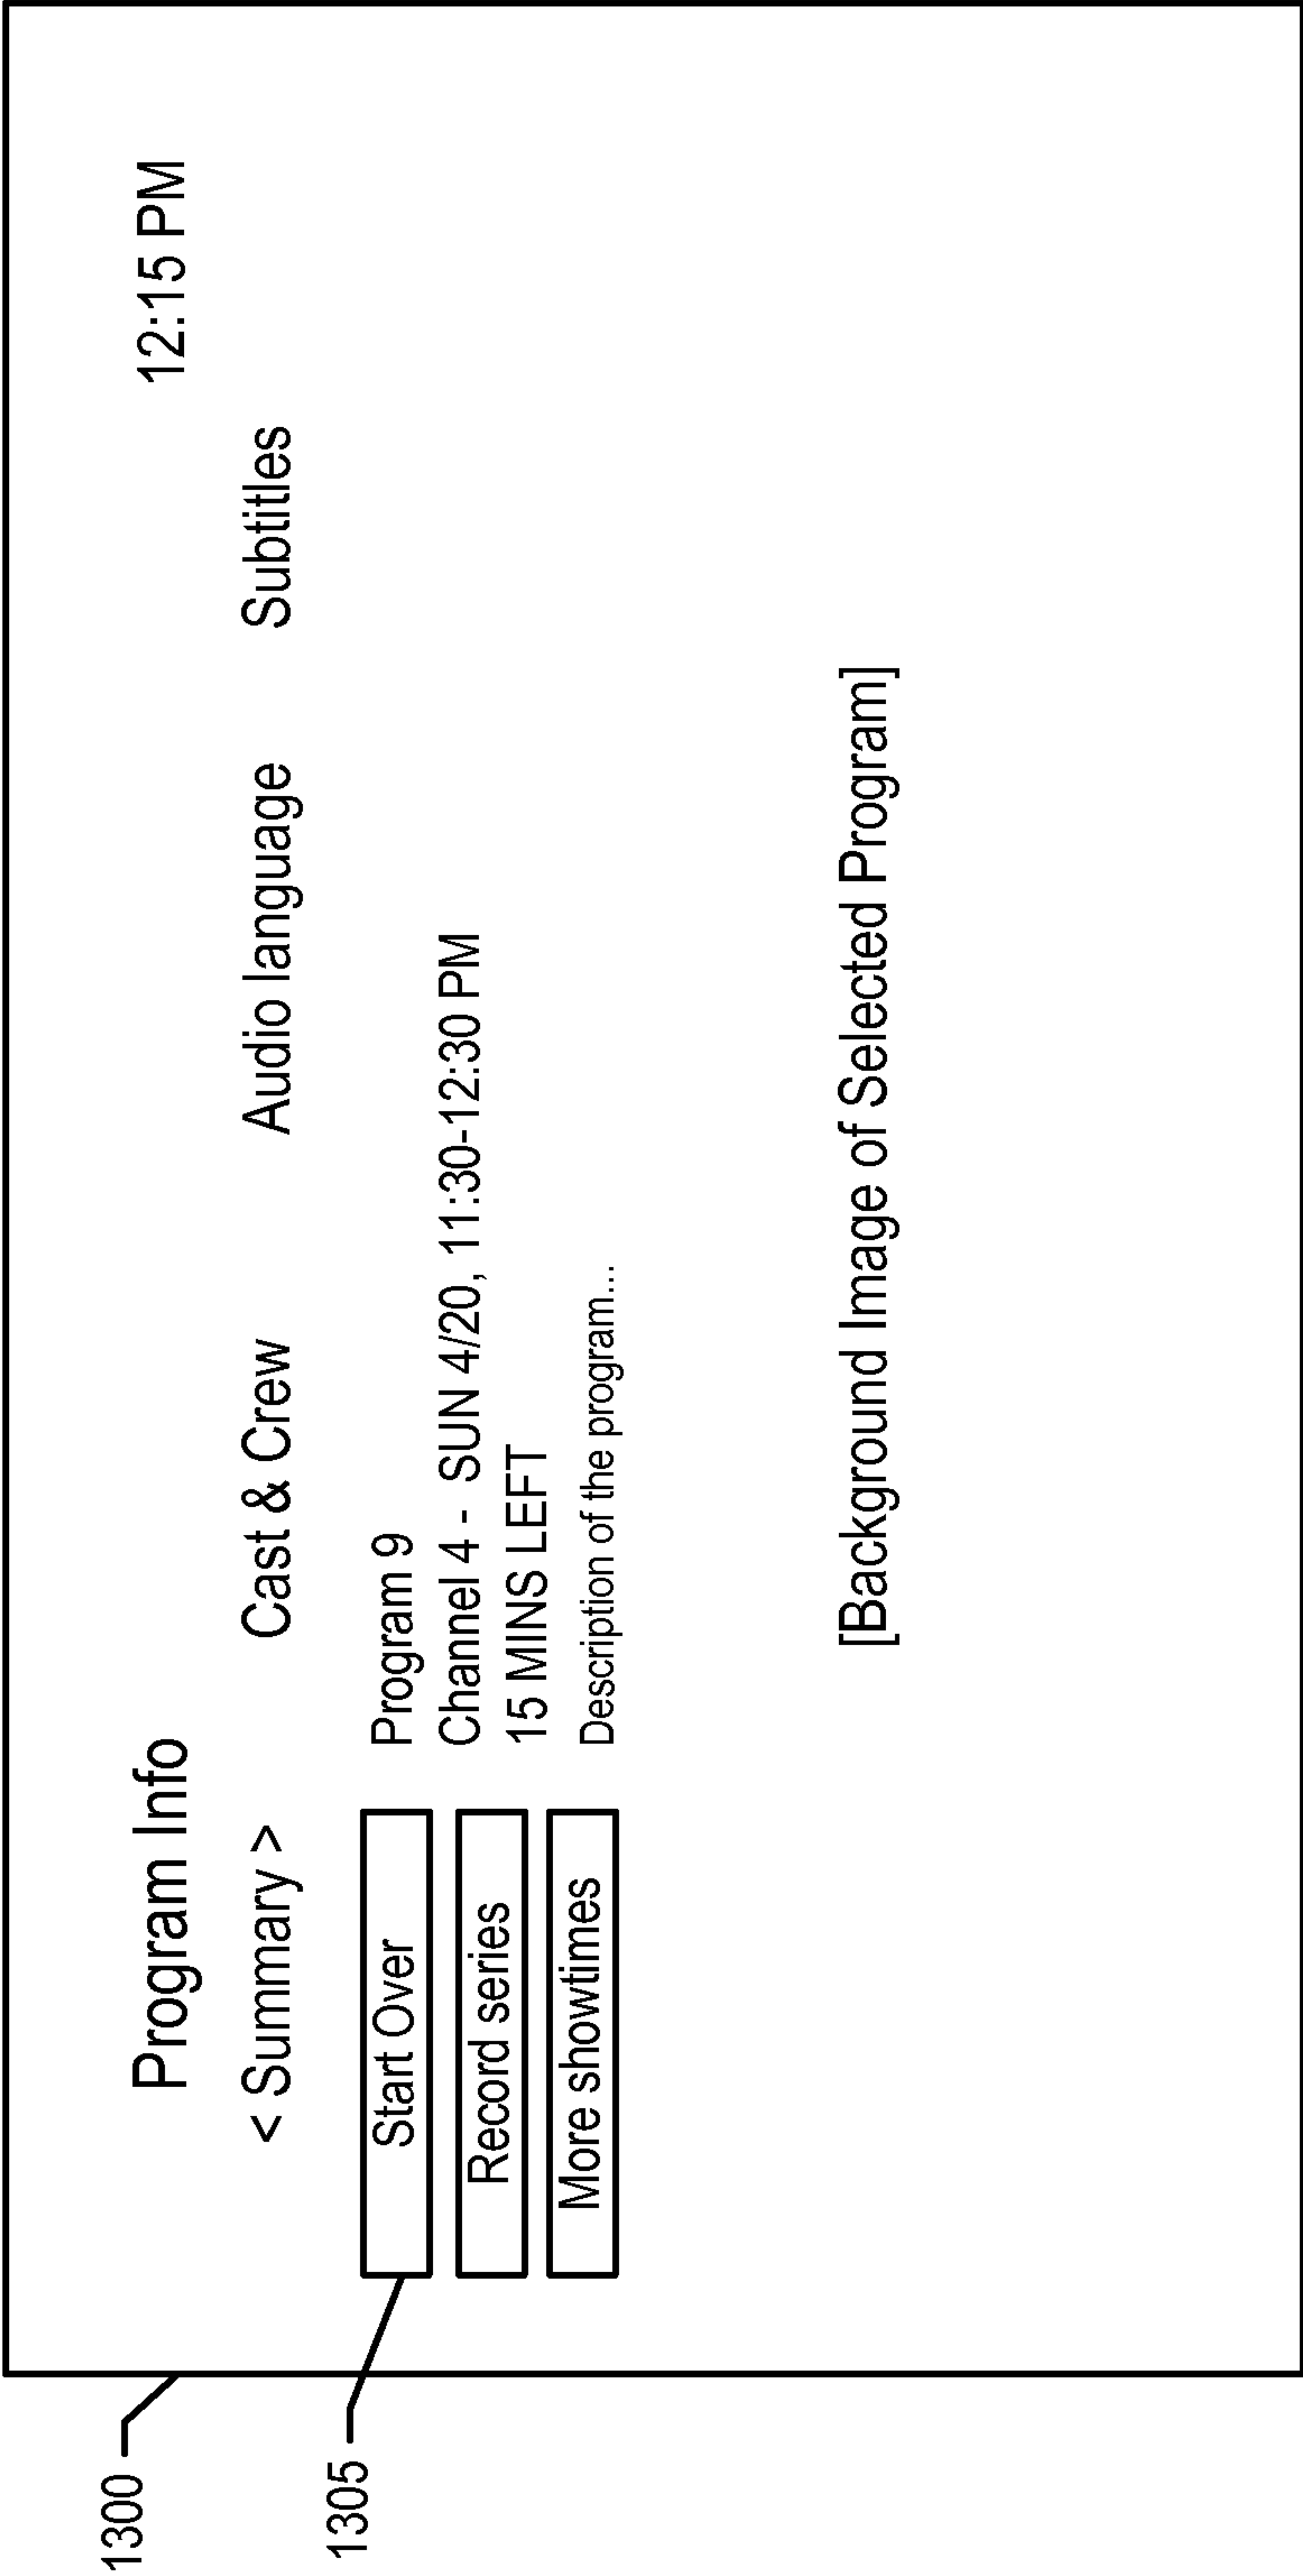 1300
Program Info
12:15 PM
< Summary >
Cast & Crew
Audio language
Subtitles
1305
Start Over
Record series
More showtimes
Program 9
Channel 4 - SUN 4/20, 11:30-12:30 PM
15 MINS LEFT
Description of the program...
[Background Image of Selected Program]